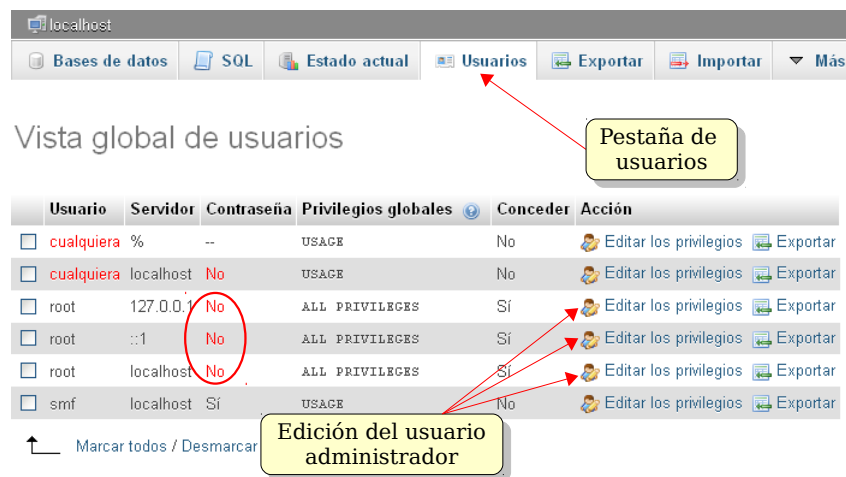 localhost
Bases de datos SQL Estado actual Usuarios Exportar Importar Más
Vista global de usuarios
Pestaña de
usuarios
Usuario Servidor Contraseña Privilegios globales Conceder Acción
cualquiera % -- USAGE No Editar los privilegios Exportar
cualquiera localhost No USAGE No Editar los privilegios Exportar
root 127.0.0.1 No ALL PRIVILEGES Sí Editar los privilegios Exportar
root ::1 No ALL PRIVILEGES Sí Editar los privilegios Exportar
root localhost No ALL PRIVILEGES Sí Editar los privilegios Exportar
smf localhost Sí USAGE No Editar los privilegios Exportar
Marcar todos / Desmarcar
Edición del usuario
administrador